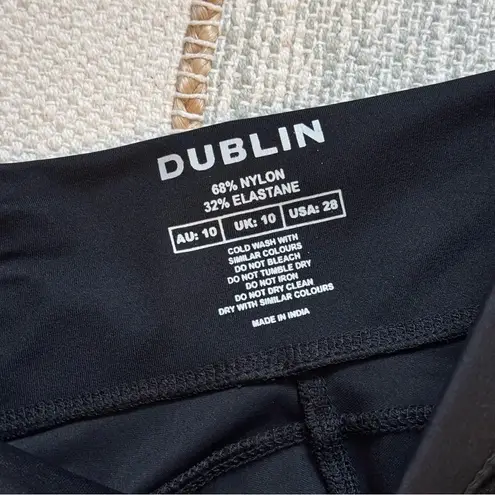 DUBLIN
68% NYLON
32% ELASTANE
AU: 10 UK: 10 USA: 28
COLD WASH WITH
SIMILAR COLOURS
DO NOT BLEACH
DO NOT TUMBLE DRY
DO NOT IRON
DO NOT DRY CLEAN
DRY WITH SIMILAR COLOURS
MADE IN INDIA